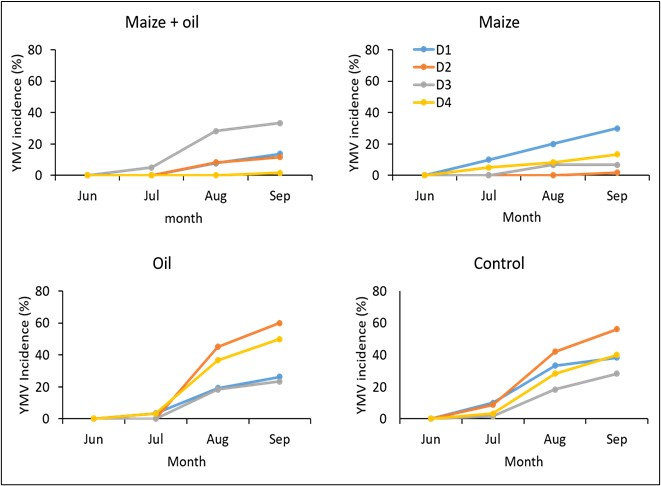 Maize + oil
YMV incidence (%)
80
60
40
20
0
Jun Jul Aug Sep
month
Maize
YMV incidence (%)
80
60
40
20
0
D1
D2
D3
D4
Jun Jul Aug Sep
Month
Oil
YMV Incidence (%)
80
60
40
20
0
Jun Jul Aug Sep
Month
Control
YMV incidence (%)
80
60
40
20
0
Jun Jul Aug Sep
Month